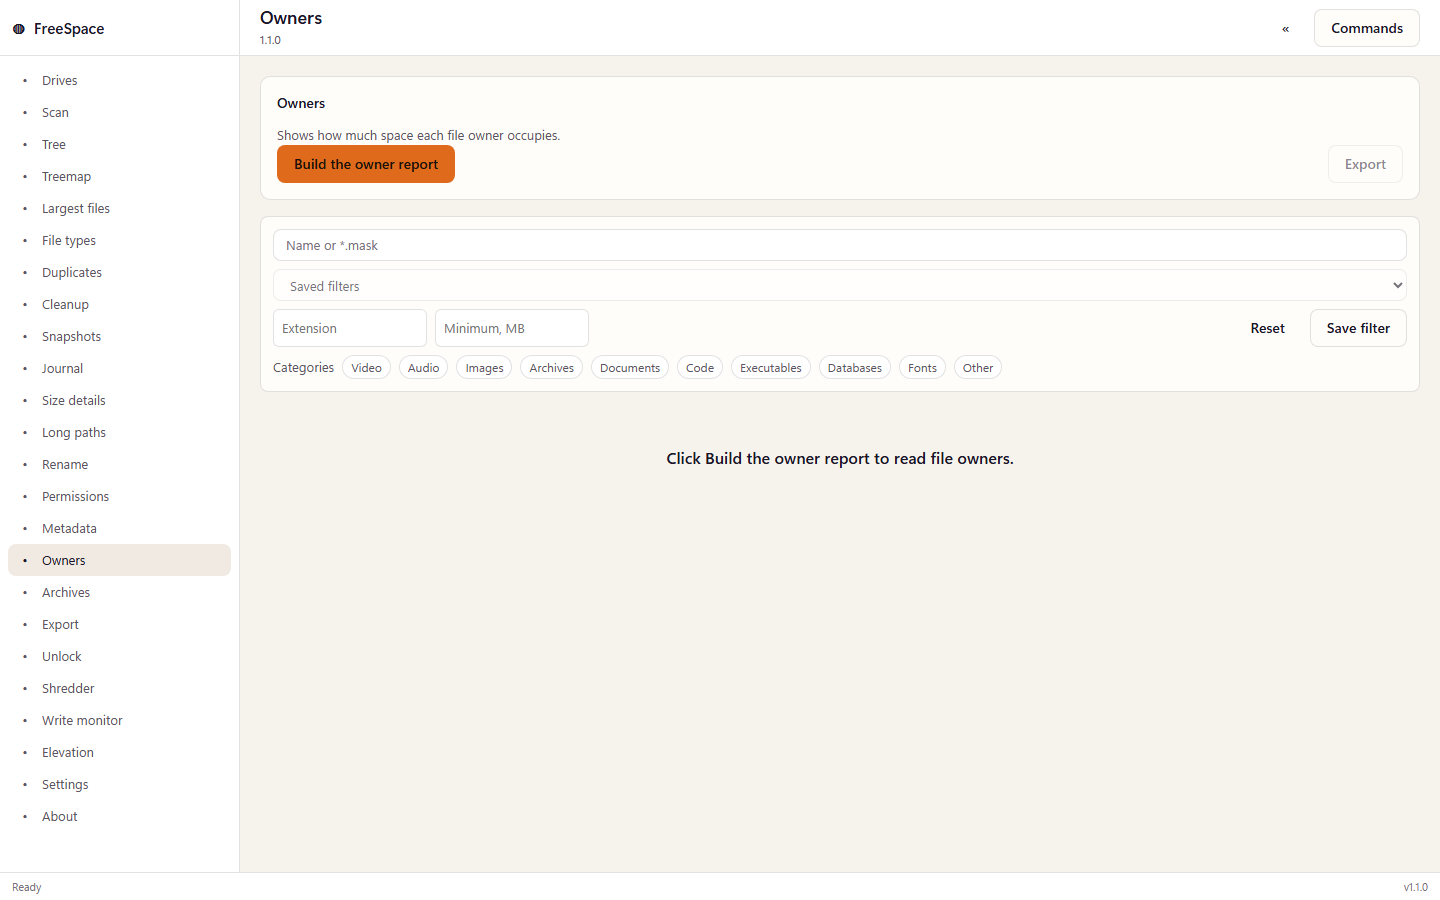 FreeSpace
Owners
1.1.0
«
Commands
Drives
Scan
Tree
Treemap
Largest files
File types
Duplicates
Cleanup
Snapshots
Journal
Size details
Long paths
Rename
Permissions
Metadata
Owners
Archives
Export
Unlock
Shredder
Write monitor
Elevation
Settings
About
Owners
Shows how much space each file owner occupies.
Build the owner report
Export
Name or *.mask
Saved filters
Extension
Minimum, MB
Reset
Save filter
Categories Video Audio Images Archives Documents Code Executables Databases Fonts Other
Click Build the owner report to read file owners.
Ready
v1.1.0